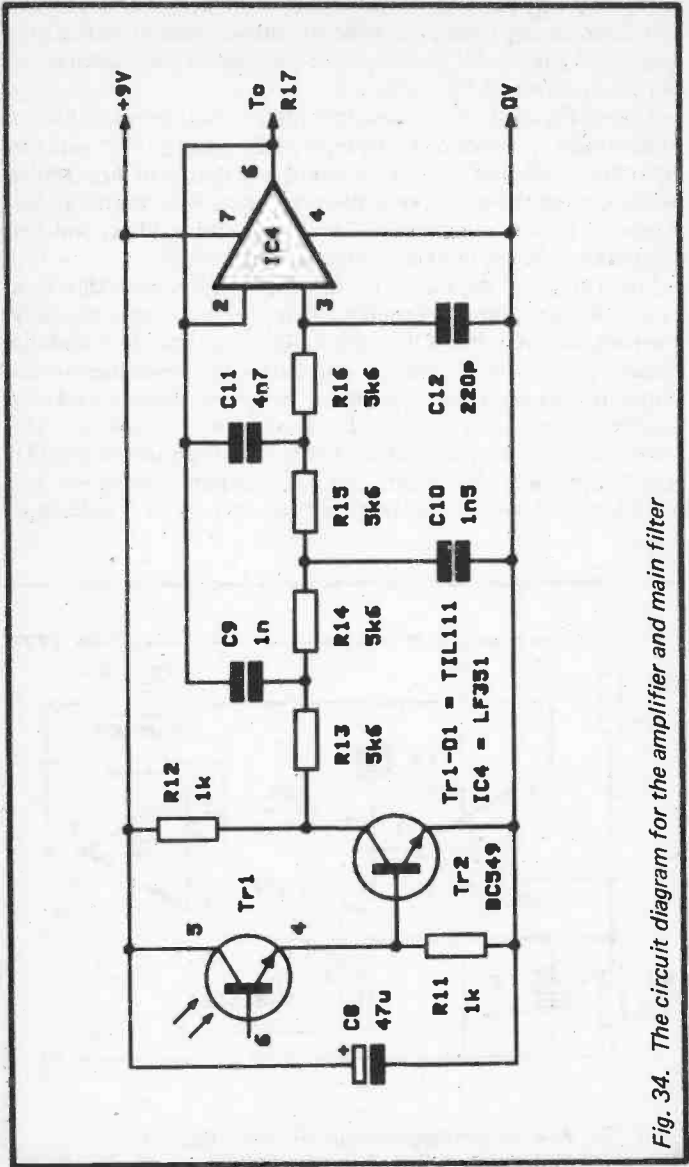 +9V
R12
1k
Tr1
5
4
6
C8
+
47u
R11
1k
Tr2
BC549
R13
5k6
C9
1n
R14
5k6
C10
1n5
R15
5k6
C11
4n7
R16
5k6
C12
220p
2
3
7
IC4
4
6
To
R17
0V
Tr1-D1 = TIL111
IC4 = LF351
Fig. 34. The circuit diagram for the amplifier and main filter